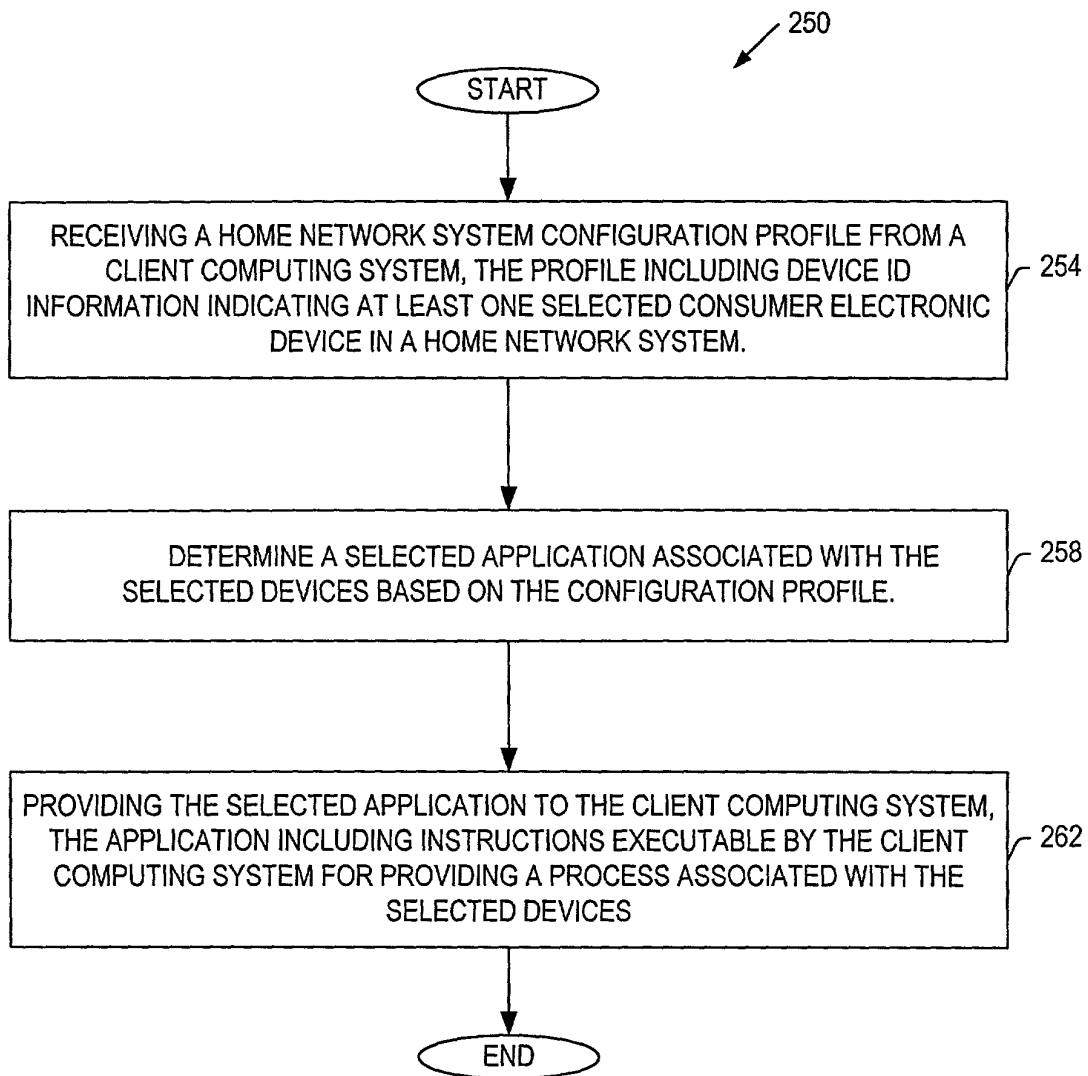 250
START
RECEIVING A HOME NETWORK SYSTEM CONFIGURATION PROFILE FROM A
CLIENT COMPUTING SYSTEM, THE PROFILE INCLUDING DEVICE ID
INFORMATION INDICATING AT LEAST ONE SELECTED CONSUMER ELECTRONIC
DEVICE IN A HOME NETWORK SYSTEM.
254
DETERMINE A SELECTED APPLICATION ASSOCIATED WITH THE
SELECTED DEVICES BASED ON THE CONFIGURATION PROFILE.
258
PROVIDING THE SELECTED APPLICATION TO THE CLIENT COMPUTING SYSTEM,
THE APPLICATION INCLUDING INSTRUCTIONS EXECUTABLE BY THE CLIENT
COMPUTING SYSTEM FOR PROVIDING A PROCESS ASSOCIATED WITH THE
SELECTED DEVICES
262
END